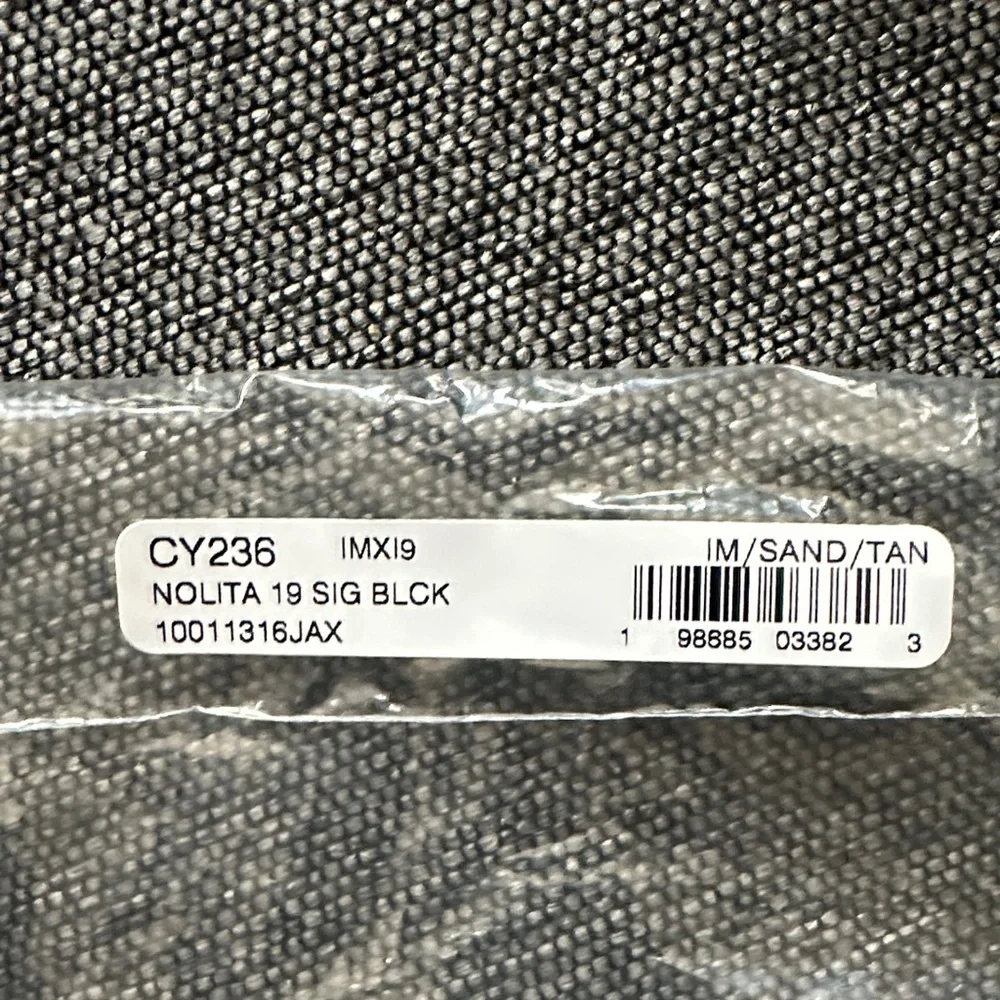 CY236 IMXI9 IM/SAND/TAN
NOLITA 19 SIG BLCK
10011316JAX
1 98685 03382 3